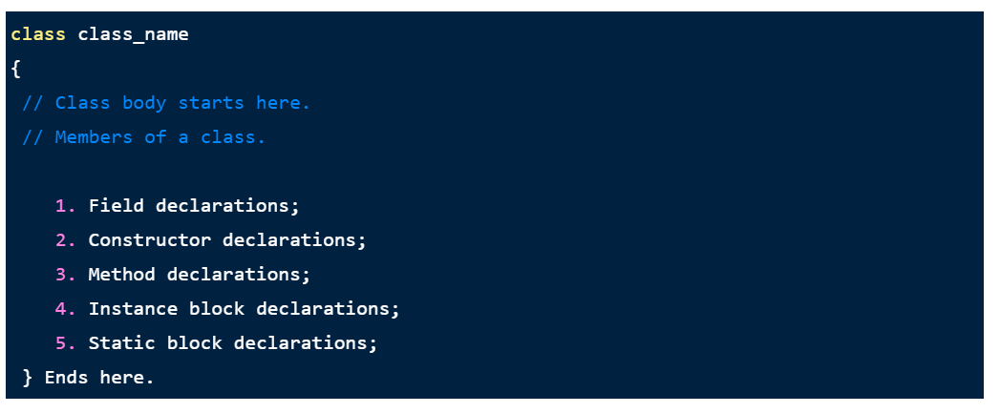 class class_name
{
// Class body starts here.
// Members of a class.
1. Field declarations;
2. Constructor declarations;
3. Method declarations;
4. Instance block declarations;
5. Static block declarations;
} Ends here.